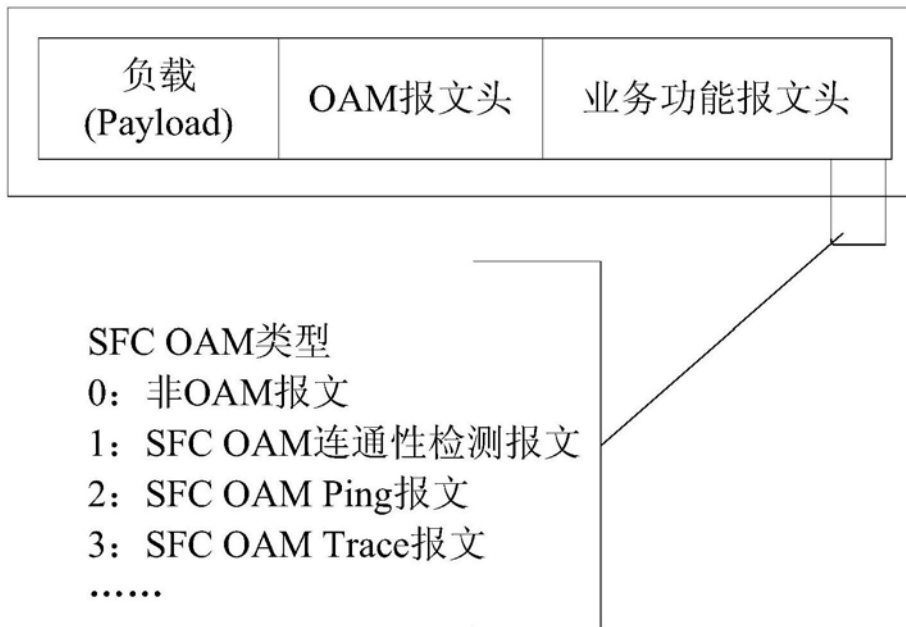 负载
(Payload)
OAM报文头
业务功能报文头
SFC OAM类型
0：非OAM报文
1：SFC OAM连通性检测报文
2：SFC OAM Ping报文
3：SFC OAM Trace报文
……